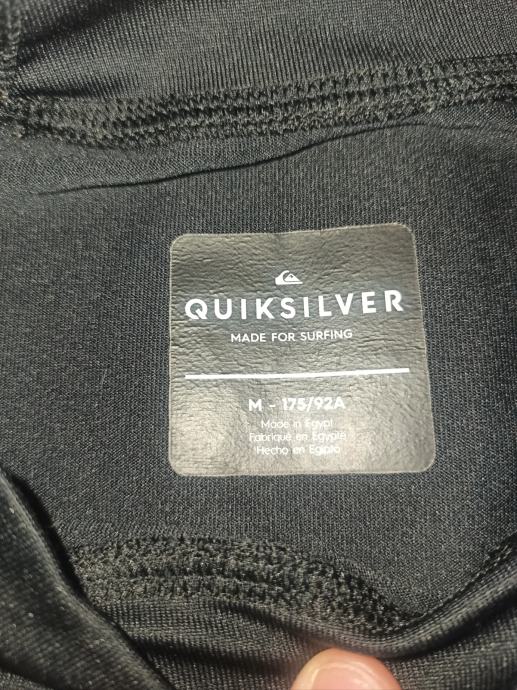 QUIKSILVER
MADE FOR SURFING
M - 175/92A
Made in Egypt
Fabriqué en Egypte
Hecho en Egipto